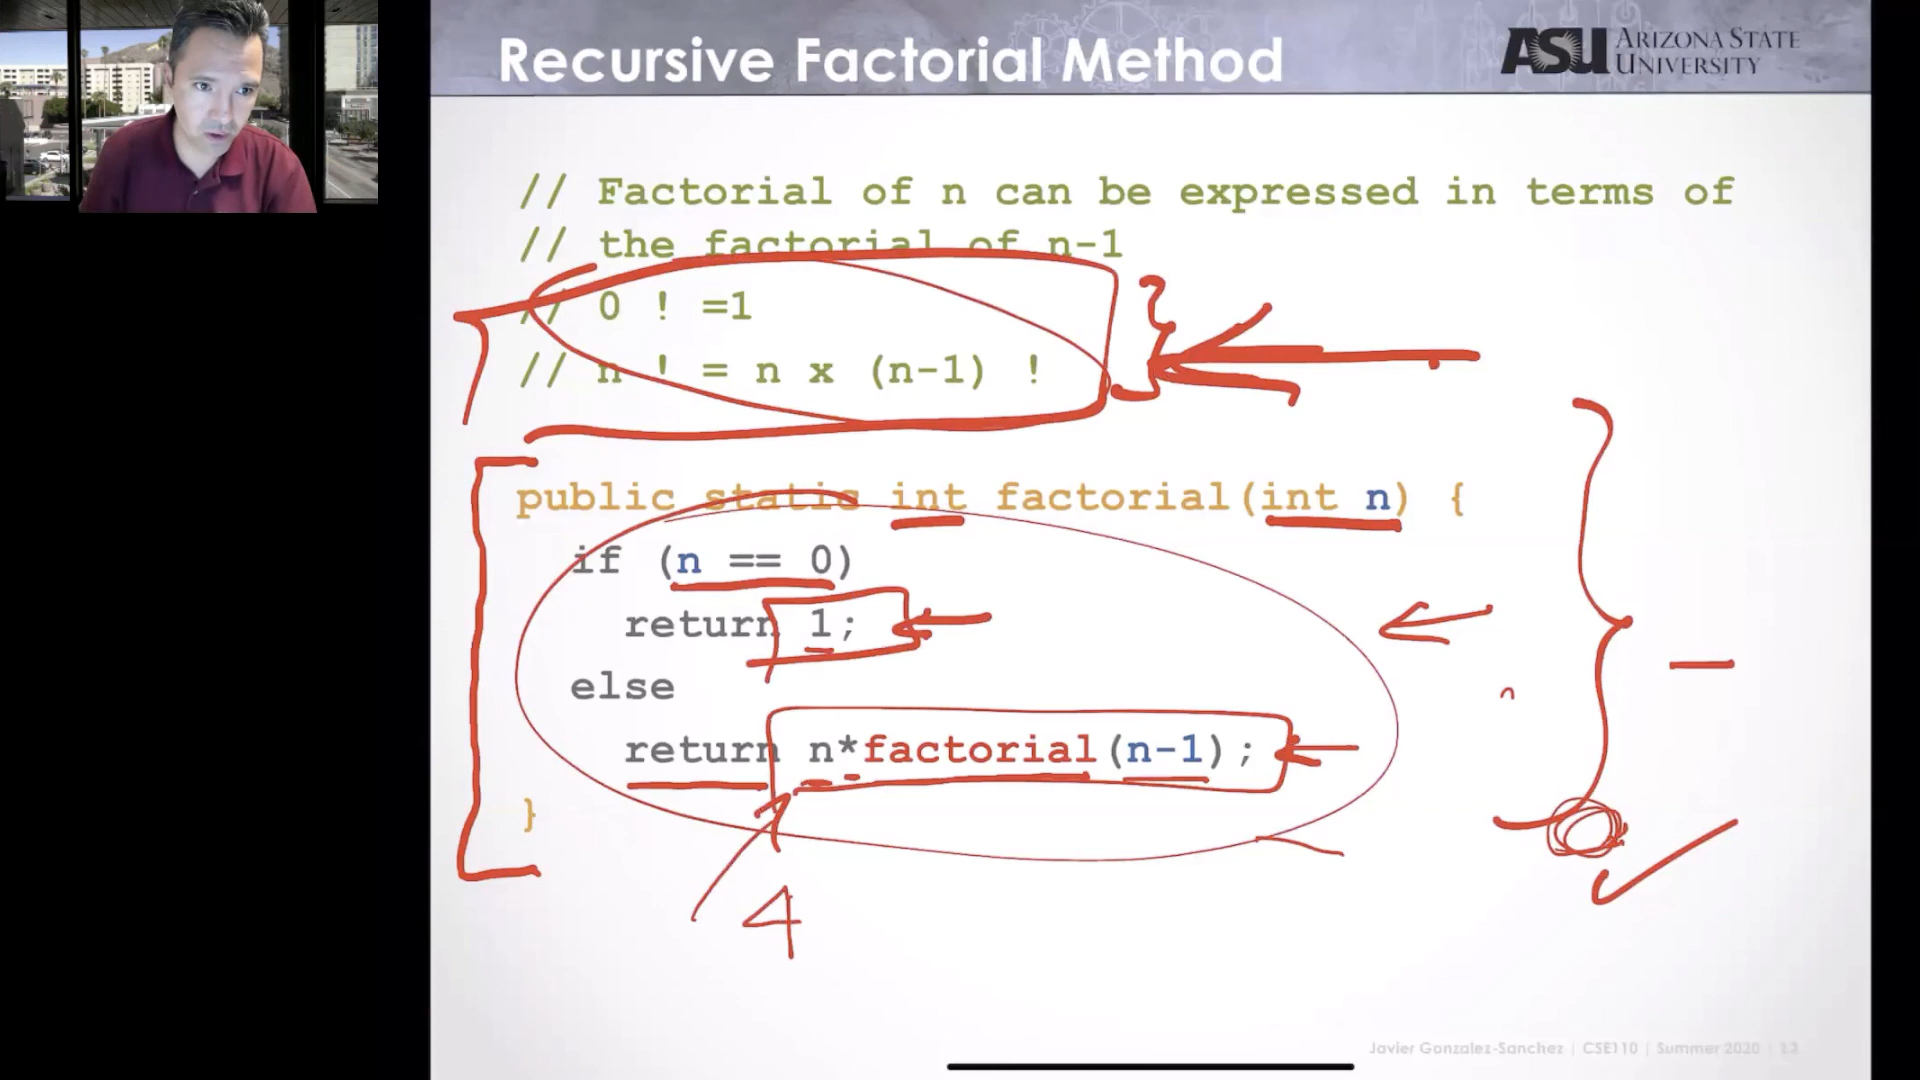 Recursive Factorial Method
ASU ARIZONA STATE
UNIVERSITY
// Factorial of n can be expressed in terms of
// the factorial of n-1
// 0 ! =1
// n ! = n x (n-1) !
public static int factorial(int n) {
if (n == 0)
return 1;
else
return n*factorial(n-1);
}
4
Javier Gonzalez-Sanchez | CSE110 | Summer 2020 | 13